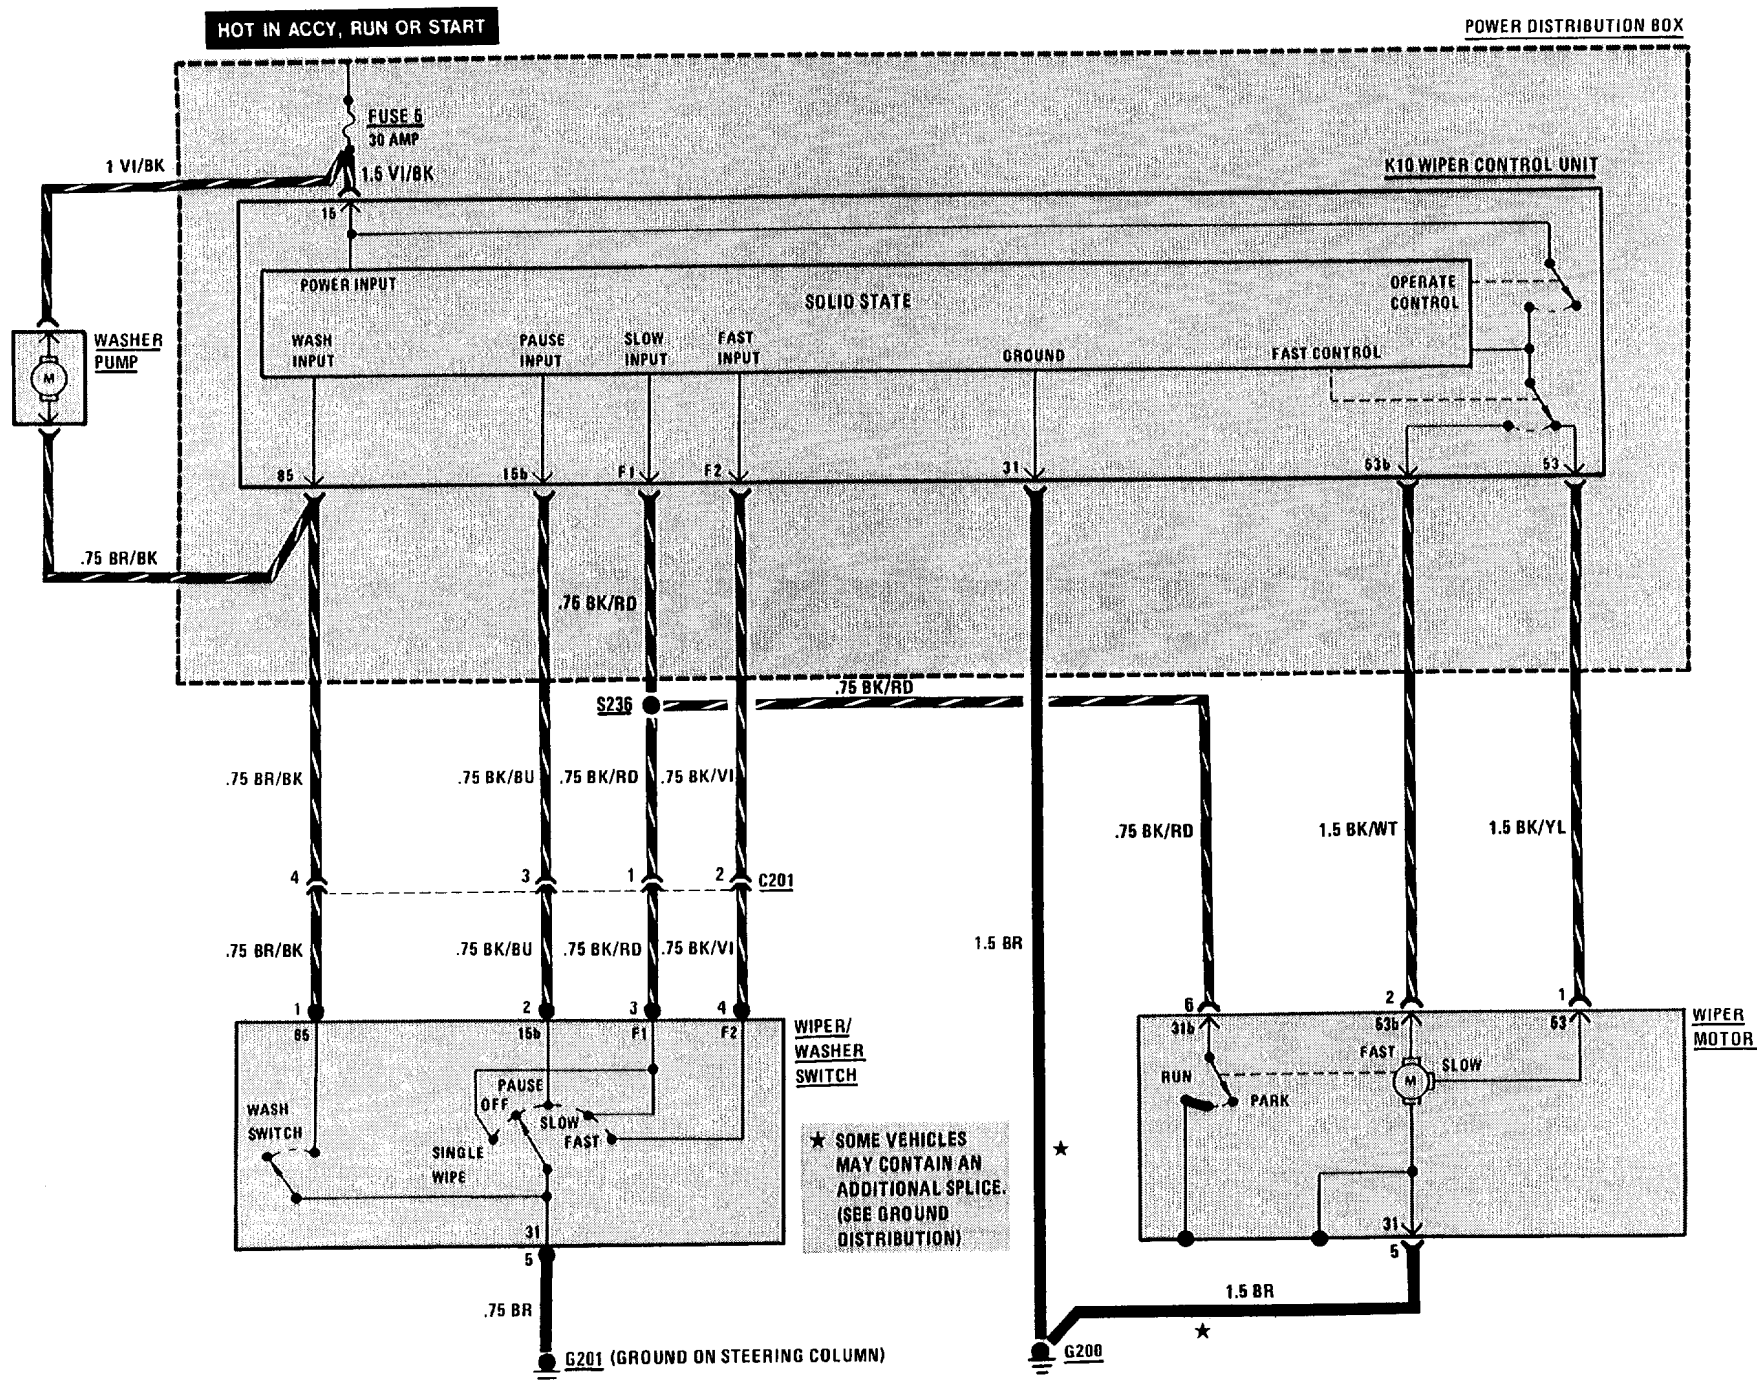 HOT IN ACCY, RUN OR START
POWER DISTRIBUTION BOX
FUSE 6
30 AMP
1 VI/BK
1.5 VI/BK
K10 WIPER CONTROL UNIT
15
POWER INPUT
SOLID STATE
OPERATE
CONTROL
WASHER
PUMP
M
WASH
INPUT
PAUSE
INPUT
SLOW
INPUT
FAST
INPUT
GROUND
FAST CONTROL
85
15b
F1
F2
31
53b
53
.75 BR/BK
.75 BK/RD
S236
.75 BK/RD
.75 BR/BK
.75 BK/BU
.75 BK/RD
.75 BK/VI
.75 BK/RD
1.5 BK/WT
1.5 BK/YL
4
3
1
2
C201
.75 BR/BK
.75 BK/BU
.75 BK/RD
.75 BK/VI
1.5 BR
1
2
3
4
6
2
1
85
15b
F1
F2
WIPER/
WASHER
SWITCH
31b
53b
53
WIPER
MOTOR
FAST
SLOW
RUN
M
PARK
PAUSE
OFF
SLOW
FAST
WASH
SWITCH
SINGLE
WIPE
★ SOME VEHICLES
MAY CONTAIN AN
ADDITIONAL SPLICE.
(SEE GROUND
DISTRIBUTION)
★
31
5
31
5
.75 BR
1.5 BR
★
G201 (GROUND ON STEERING COLUMN)
G200